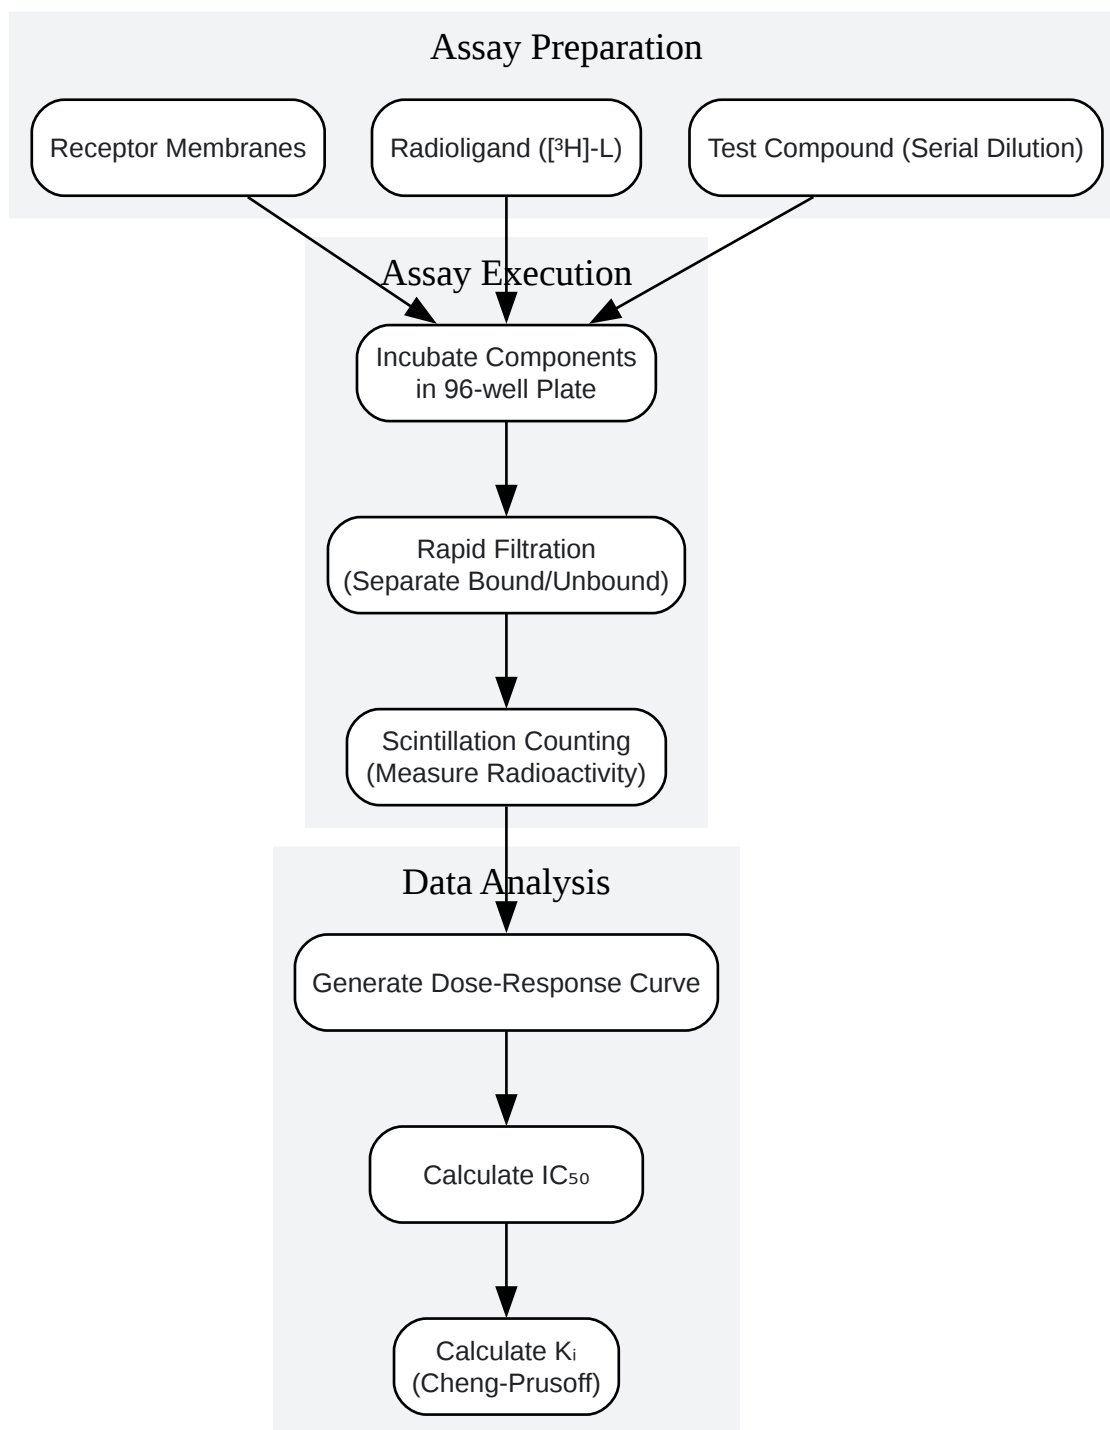 Assay Preparation
Receptor Membranes
Radioligand ([³H]-L)
Test Compound (Serial Dilution)
Assay Execution
Incubate Components
in 96-well Plate
Rapid Filtration
(Separate Bound/Unbound)
Scintillation Counting
(Measure Radioactivity)
Data Analysis
Generate Dose-Response Curve
Calculate IC₅₀
Calculate Kᵢ
(Cheng-Prusoff)